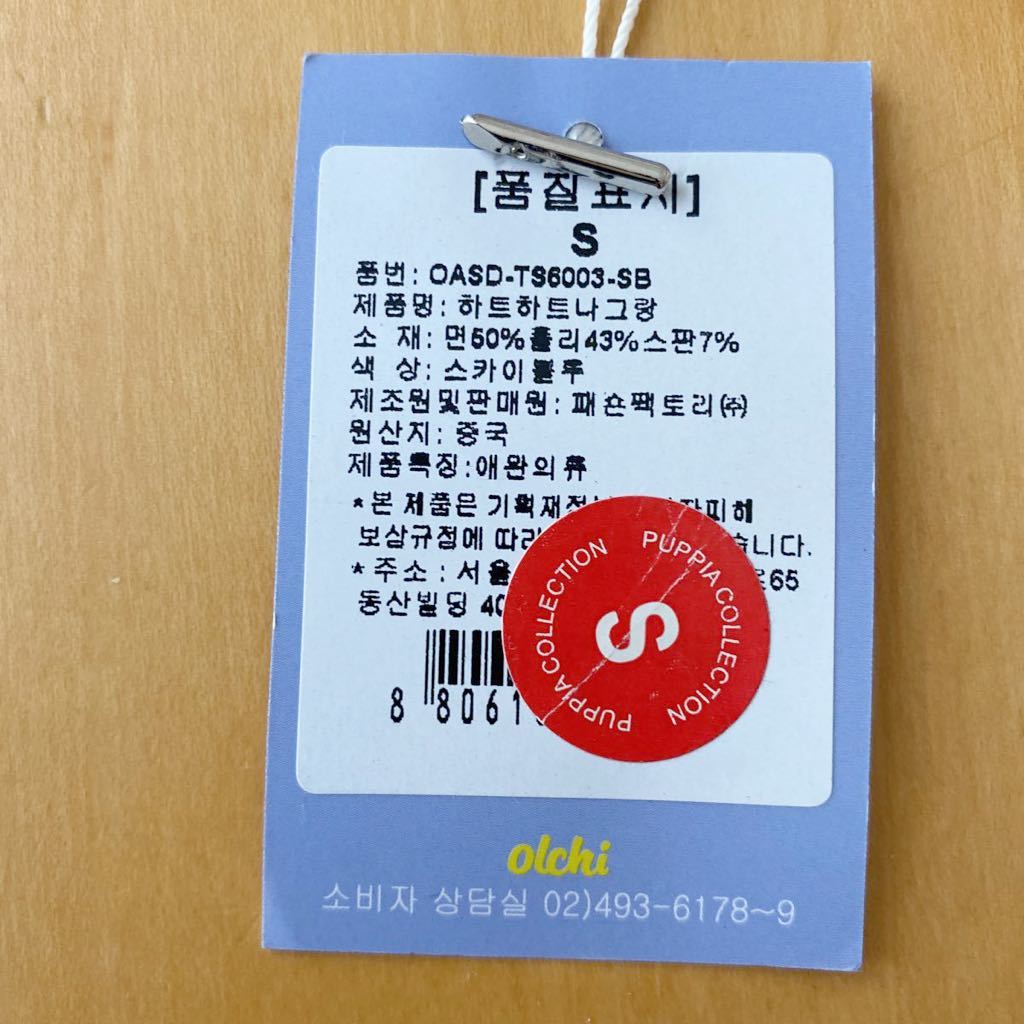 [품질표시]
S
품번: OASD-TS6003-SB
제품명: 하트하트나그랑
소 재: 면50%폴리43%스판7%
색 상: 스카이블루
제조원및판매원: 패션팩토리㈜
원산지: 중국
제품특징:애완의류
*본 제품은 기획재정 피해
보상규정에 따라 습니다.
*주소: 서울 65
동산빌딩 40
8 8061
PUPPIA COLLECTION PUPPIA COLLECTION
S
olchi
소비자 상담실 02)493-6178~9